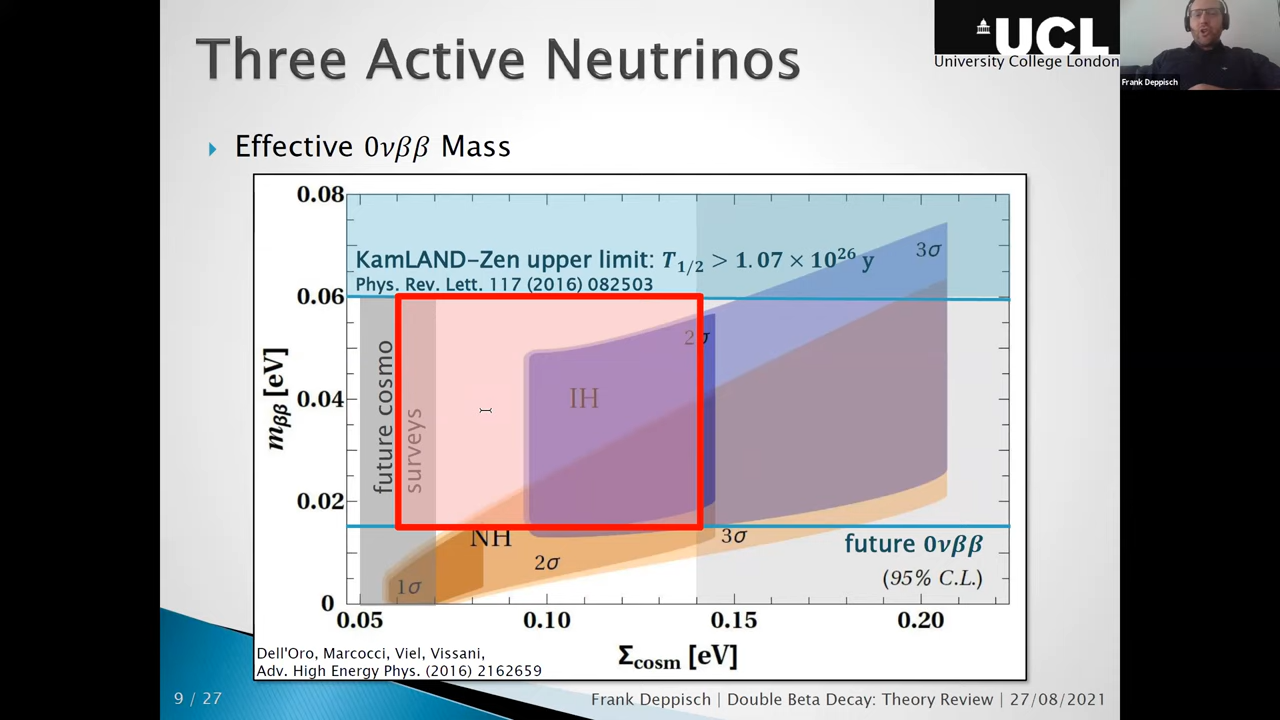 Three Active Neutrinos
UCL
University College London
Frank Deppisch
Effective 0νββ Mass
0.08
KamLAND-Zen upper limit: T₁/₂ > 1.07 × 10²⁶ y
Phys. Rev. Lett. 117 (2016) 082503
3σ
0.06
2σ
future cosmo
surveys
mββ [eV]
0.04
IH
0.02
NH
3σ
future 0νββ
2σ
(95% C.L.)
1σ
0
0.05
0.10
0.15
0.20
Σcosm [eV]
Dell'Oro, Marcocci, Viel, Vissani,
Adv. High Energy Phys. (2016) 2162659
9 / 27
Frank Deppisch | Double Beta Decay: Theory Review | 27/08/2021